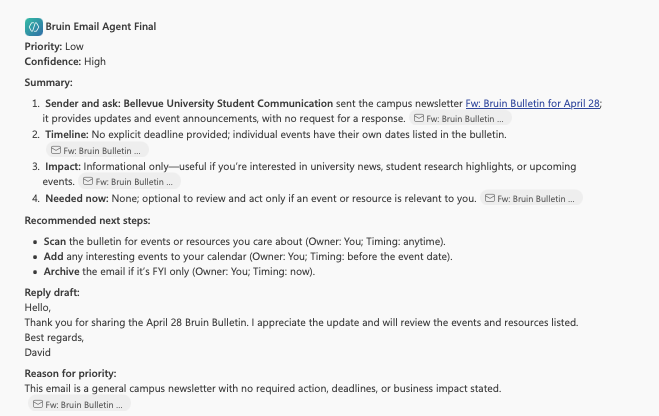 Bruin Email Agent Final
Priority: Low
Confidence: High
Summary:
1. Sender and ask: Bellevue University Student Communication sent the campus newsletter Fw: Bruin Bulletin for April 28;
it provides updates and event announcements, with no request for a response. Fw: Bruin Bulletin ...
2. Timeline: No explicit deadline provided; individual events have their own dates listed in the bulletin.
Fw: Bruin Bulletin ...
3. Impact: Informational only—useful if you're interested in university news, student research highlights, or upcoming
events. Fw: Bruin Bulletin ...
4. Needed now: None; optional to review and act only if an event or resource is relevant to you. Fw: Bruin Bulletin ...
Recommended next steps:
• Scan the bulletin for events or resources you care about (Owner: You; Timing: anytime).
• Add any interesting events to your calendar (Owner: You; Timing: before the event date).
• Archive the email if it's FYI only (Owner: You; Timing: now).
Reply draft:
Hello,
Thank you for sharing the April 28 Bruin Bulletin. I appreciate the update and will review the events and resources listed.
Best regards,
David
Reason for priority:
This email is a general campus newsletter with no required action, deadlines, or business impact stated.
Fw: Bruin Bulletin ...